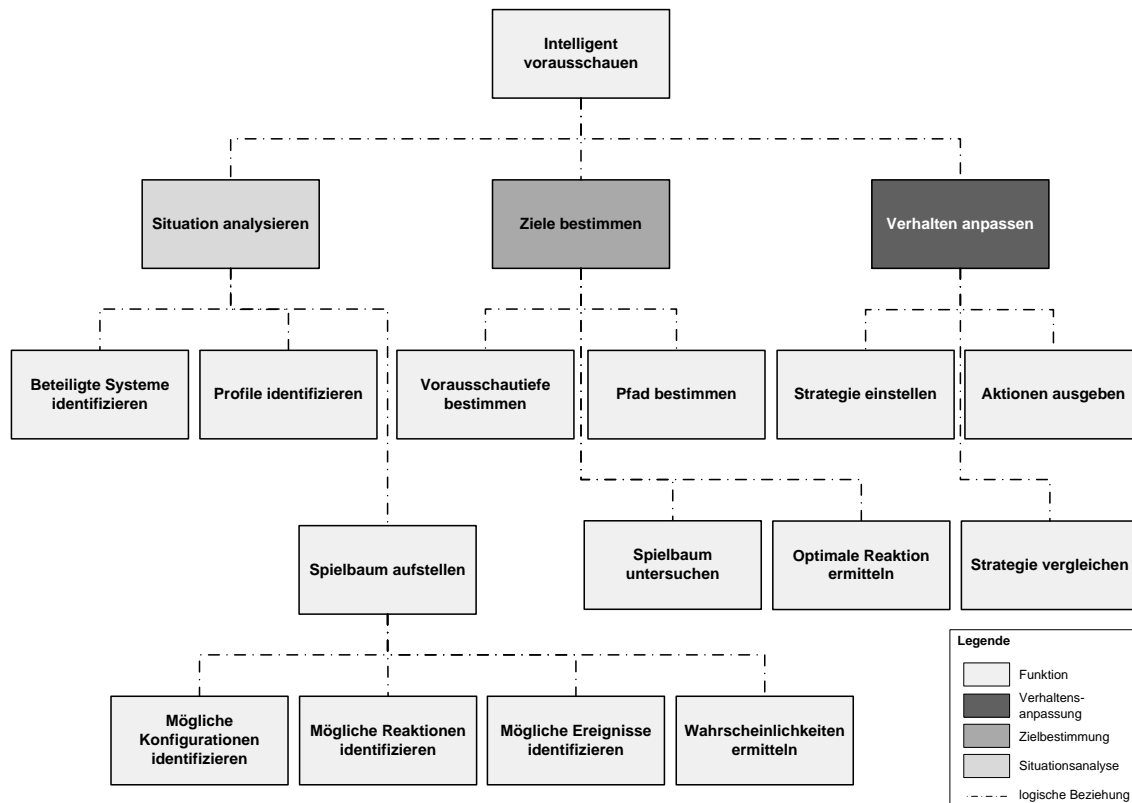 Intelligent
vorausschauen
Situation analysieren
Ziele bestimmen
Verhalten anpassen
Beteiligte Systeme
identifizieren
Profile identifizieren
Vorausschautiefe
bestimmen
Pfad bestimmen
Strategie einstellen
Aktionen ausgeben
Spielbaum aufstellen
Spielbaum
untersuchen
Optimale Reaktion
ermitteln
Strategie vergleichen
Mögliche
Konfigurationen
identifizieren
Mögliche Reaktionen
identifizieren
Mögliche Ereignisse
identifizieren
Wahrscheinlichkeiten
ermitteln
Legende
Funktion
Verhaltens-
anpassung
Zielbestimmung
Situationsanalyse
logische Beziehung